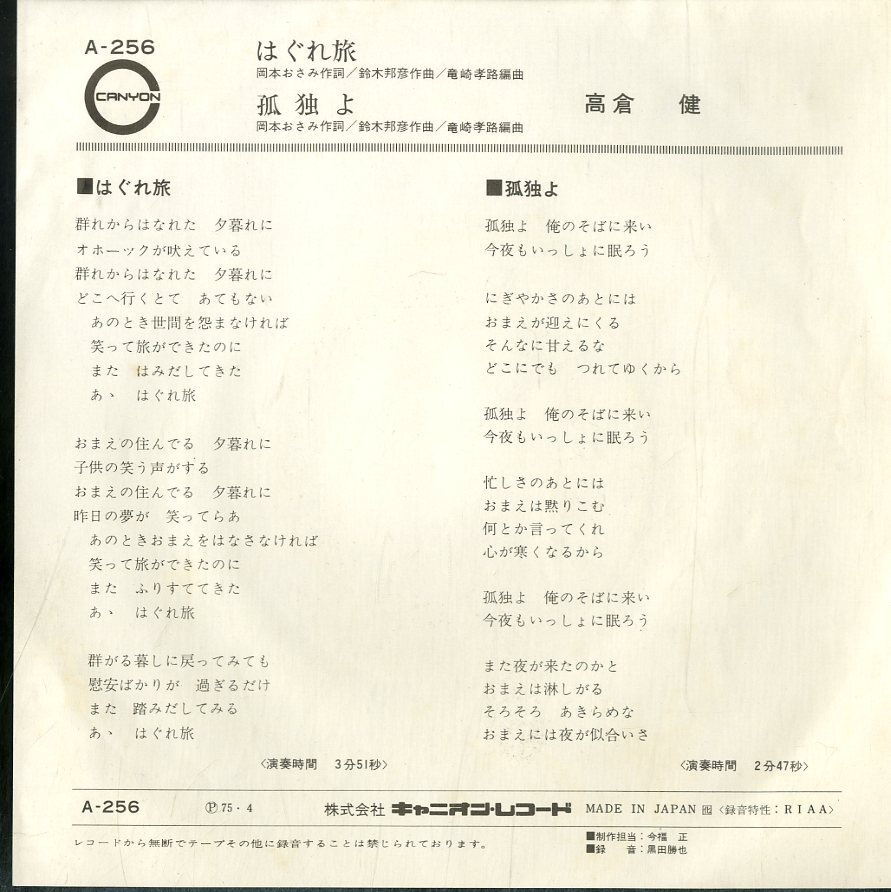 A-256
CANYON
はぐれ旅
岡本おさみ作詞／鈴木邦彦作曲／竜崎孝路編曲
孤独よ
岡本おさみ作詞／鈴木邦彦作曲／竜崎孝路編曲
高倉　健
■はぐれ旅
群れからはなれた　夕暮れに
オホーックが吠えている
群れからはなれた　夕暮れに
どこへ行くとて　あてもない
あのとき世間を怨まなければ
笑って旅ができたのに
また　はみだしてきた
あゝ　はぐれ旅
おまえの住んでる　夕暮れに
子供の笑う声がする
おまえの住んでる　夕暮れに
昨日の夢が　笑ってらあ
あのときおまえをはなさなければ
笑って旅ができたのに
また　ふりすててきた
あゝ　はぐれ旅
群がる暮しに戻ってみても
慰安ばかりが　過ぎるだけ
また　踏みだしてみる
あゝ　はぐれ旅
〈演奏時間　3分51秒〉
■孤独よ
孤独よ　俺のそばに来い
今夜もいっしょに眠ろう
にぎやかさのあとには
おまえが迎えにくる
そんなに甘えるな
どこにでも　つれてゆくから
孤独よ　俺のそばに来い
今夜もいっしょに眠ろう
忙しさのあとには
おまえは黙りこむ
何とか言ってくれ
心が寒くなるから
孤独よ　俺のそばに来い
今夜もいっしょに眠ろう
また夜が来たのかと
おまえは淋しがる
そろそろ　あきらめな
おまえには夜が似合いさ
〈演奏時間　2分47秒〉
A-256　Ⓟ75・4　株式会社 キャニオン・レコード　MADE IN JAPAN 〈録音特性：RIAA〉
レコードから無断でテープその他に録音することは禁じられております。
■制作担当：今福　正
■録　音：黒田勝也